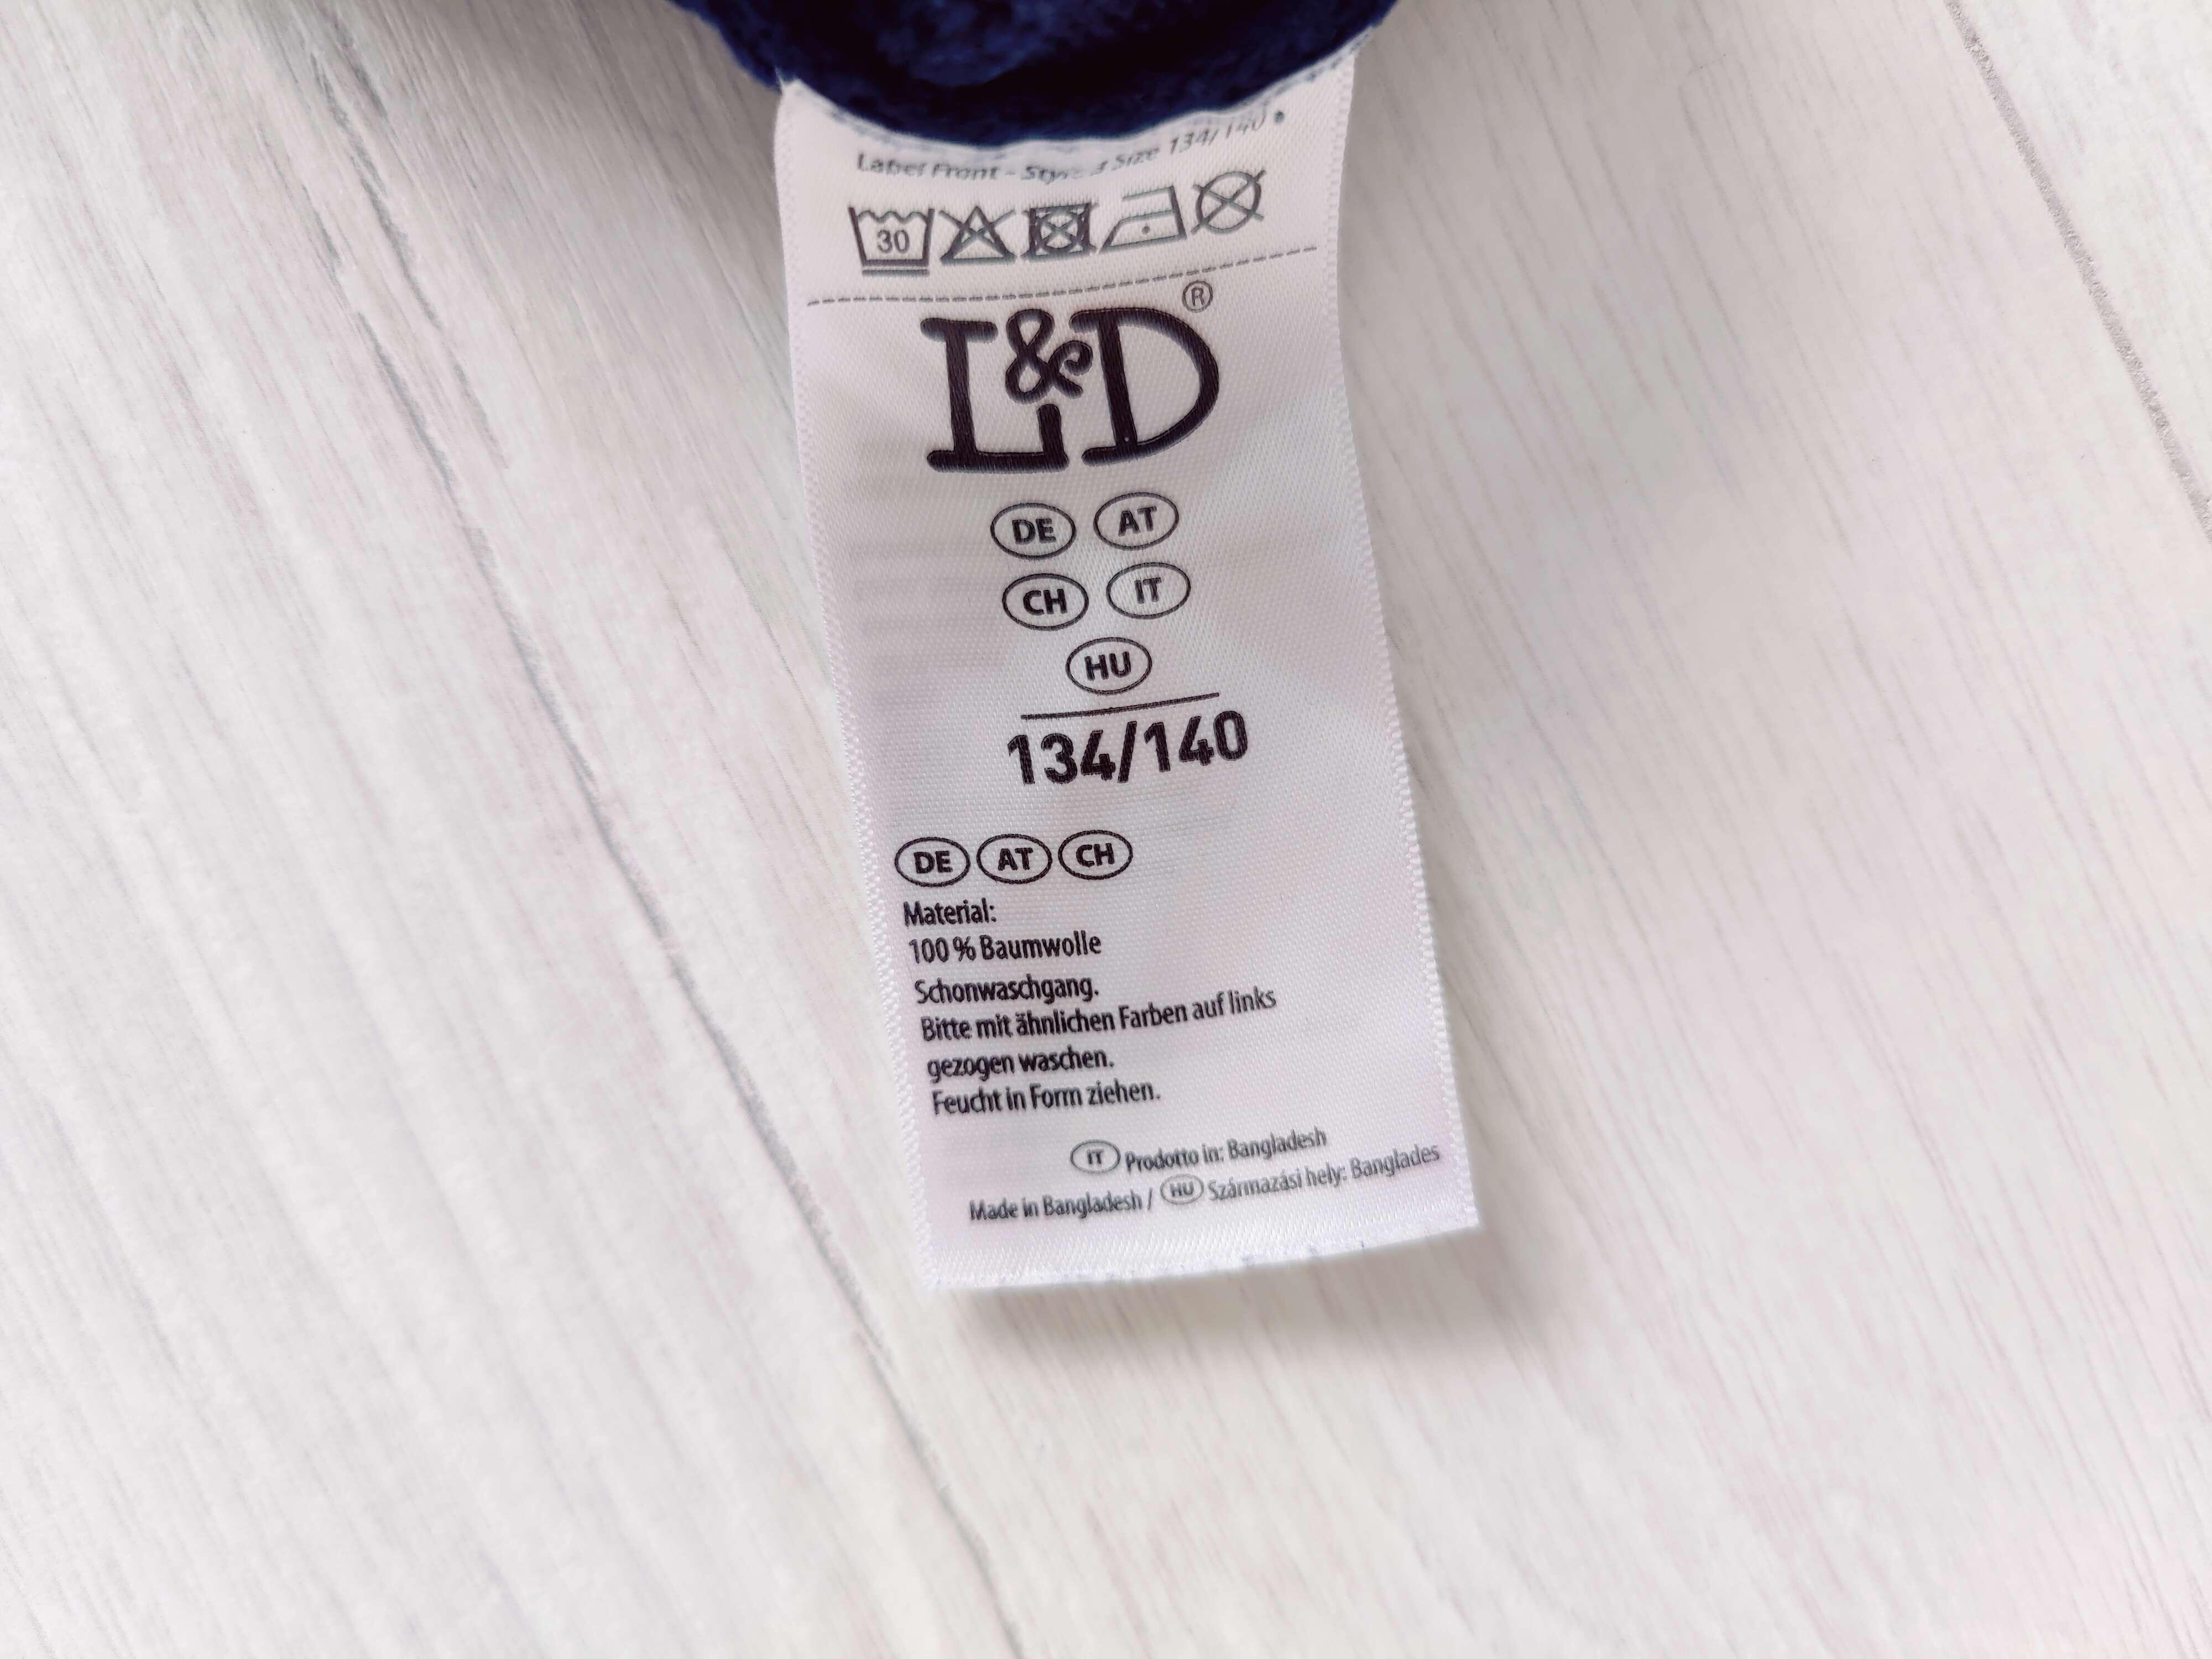 Label Front - Style 3 Size 134/140
30
L&D®
DE AT
CH IT
HU
134/140
DE AT CH
Material:
100 % Baumwolle
Schonwaschgang.
Bitte mit ähnlichen Farben auf links
gezogen waschen.
Feucht in Form ziehen.
IT Prodotto in: Bangladesh
Made in Bangladesh / HU Származási hely: Banglades